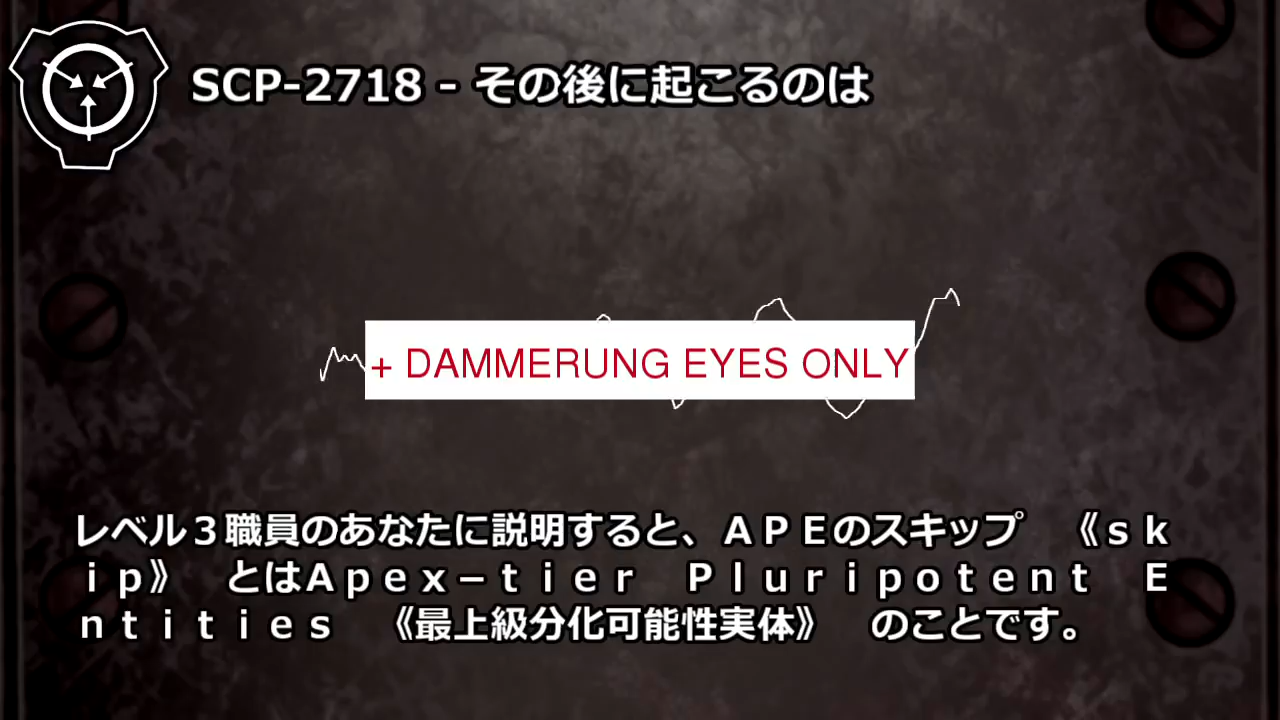 SCP-2718 - その後に起こるのは
+ DAMMERUNG EYES ONLY
レベル３職員のあなたに説明すると、ＡＰＥのスキップ　《ｓｋ
ｉｐ》　とはＡｐｅｘ－ｔｉｅｒ　Ｐｌｕｒｉｐｏｔｅｎｔ　Ｅ
ｎｔｉｔｉｅｓ　《最上級分化可能性実体》　のことです。